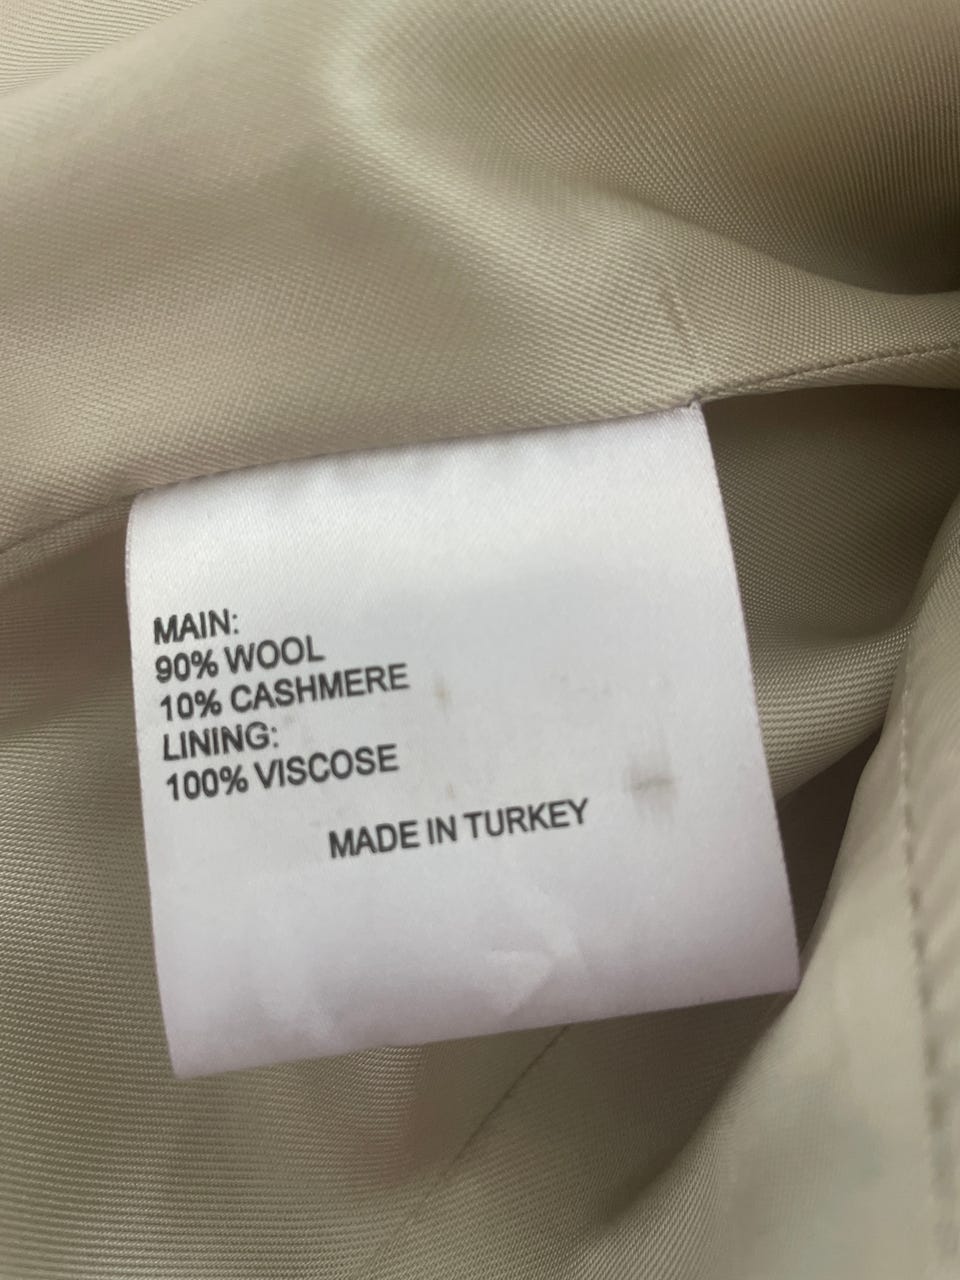 MAIN:
90% WOOL
10% CASHMERE
LINING:
100% VISCOSE
MADE IN TURKEY